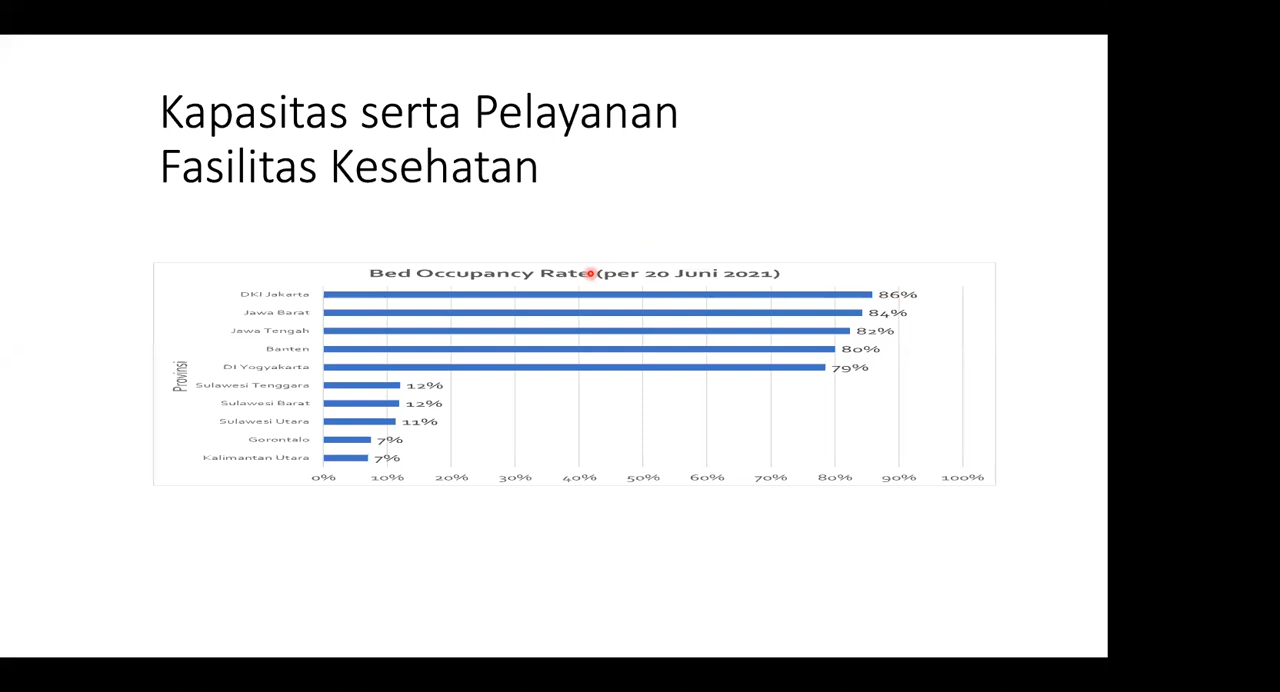 Kapasitas serta Pelayanan
Fasilitas Kesehatan
Bed Occupancy Rate (per 20 Juni 2021)
Provinsi
DKI Jakarta 86%
Jawa Barat 84%
Jawa Tengah 82%
Banten 80%
DI Yogyakarta 79%
Sulawesi Tenggara 12%
Sulawesi Barat 12%
Sulawesi Utara 11%
Gorontalo 7%
Kalimantan Utara 7%
0% 10% 20% 30% 40% 50% 60% 70% 80% 90% 100%